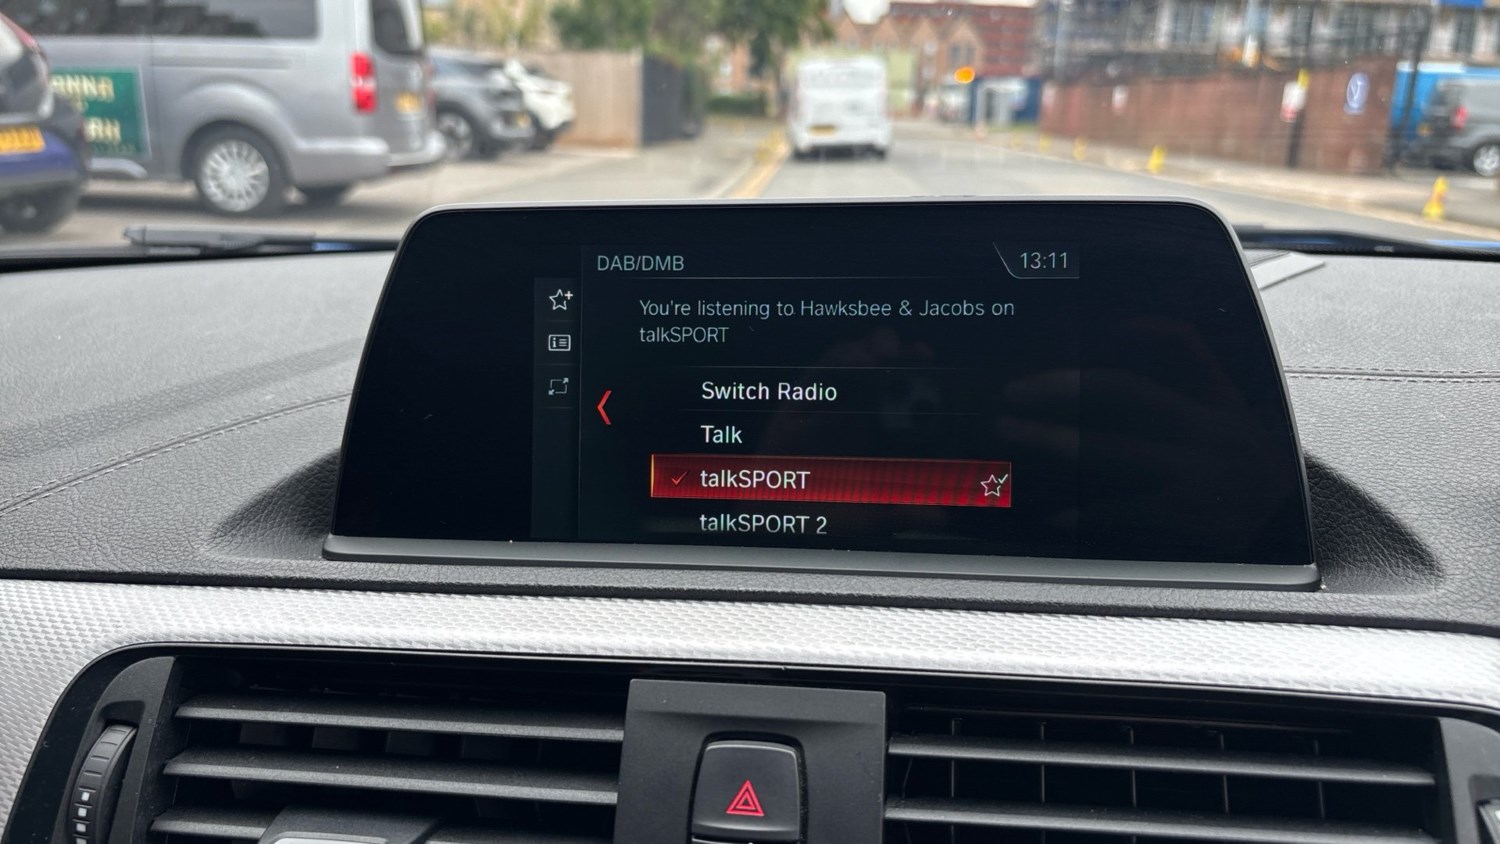 DAB/DMB
13:11
You're listening to Hawksbee & Jacobs on
talkSPORT
Switch Radio
Talk
talkSPORT
talkSPORT 2